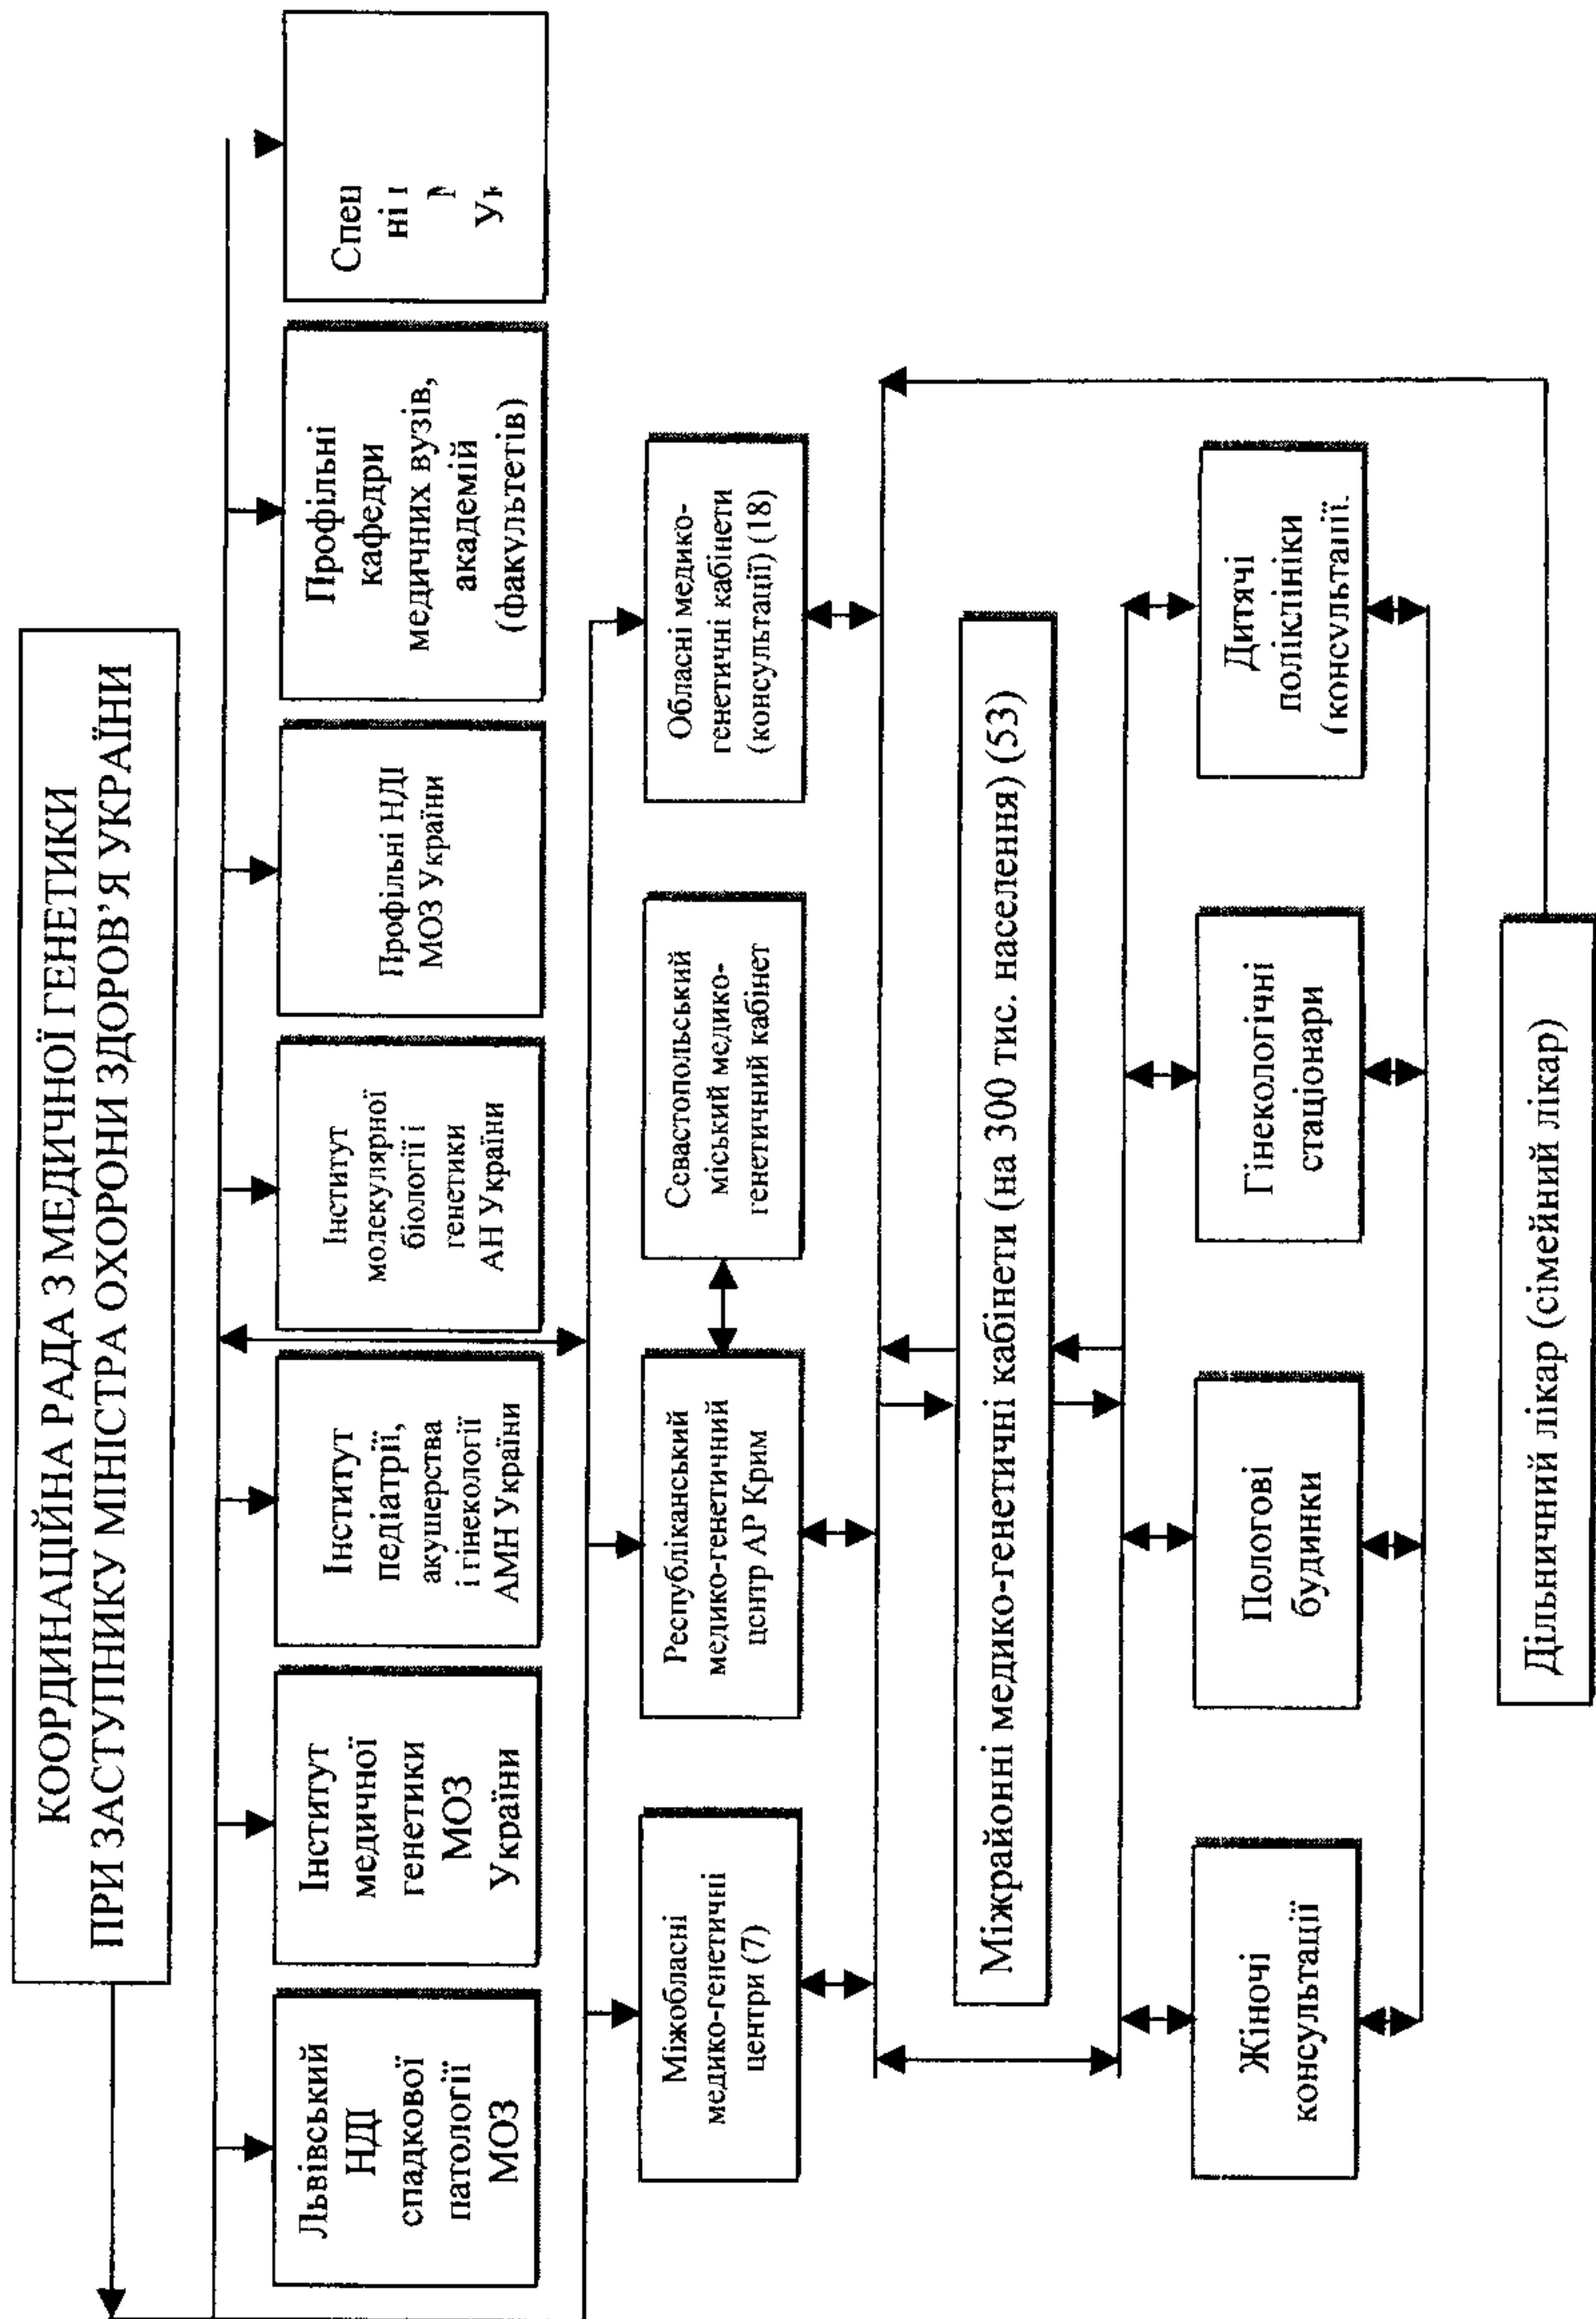 КООРДИНАЦІЙНА РАДА З МЕДИЧНОЇ ГЕНЕТИКИ
ПРИ ЗАСТУПНИКУ МІНІСТРА ОХОРОНИ ЗДОРОВ'Я УКРАЇНИ
Львівський
НДІ
спадкової
патології
МОЗ
Інститут
медичної
генетики
МОЗ
України
Інститут
педіатрії,
акушерства
і гінекології
АМН України
Інститут
молекулярної
біології і
генетики
АН України
Профільні НДІ
МОЗ України
Профільні
кафедри
медичних вузів,
академій
(факультетів)
Міжобласні
медико-генетичні
центри (7)
Республіканський
медико-генетичний
центр АР Крим
Севастопольський
міський медико-
генетичний кабінет
Обласні медико-
генетичні кабінети
(консультації) (18)
Міжрайонні медико-генетичні кабінети (на 300 тис. населення) (53)
Жіночі
консультації
Пологові
будинки
Гінекологічні
стаціонари
Дитячі
поліклініки
(консультації.
Дільничний лікар (сімейний лікар)